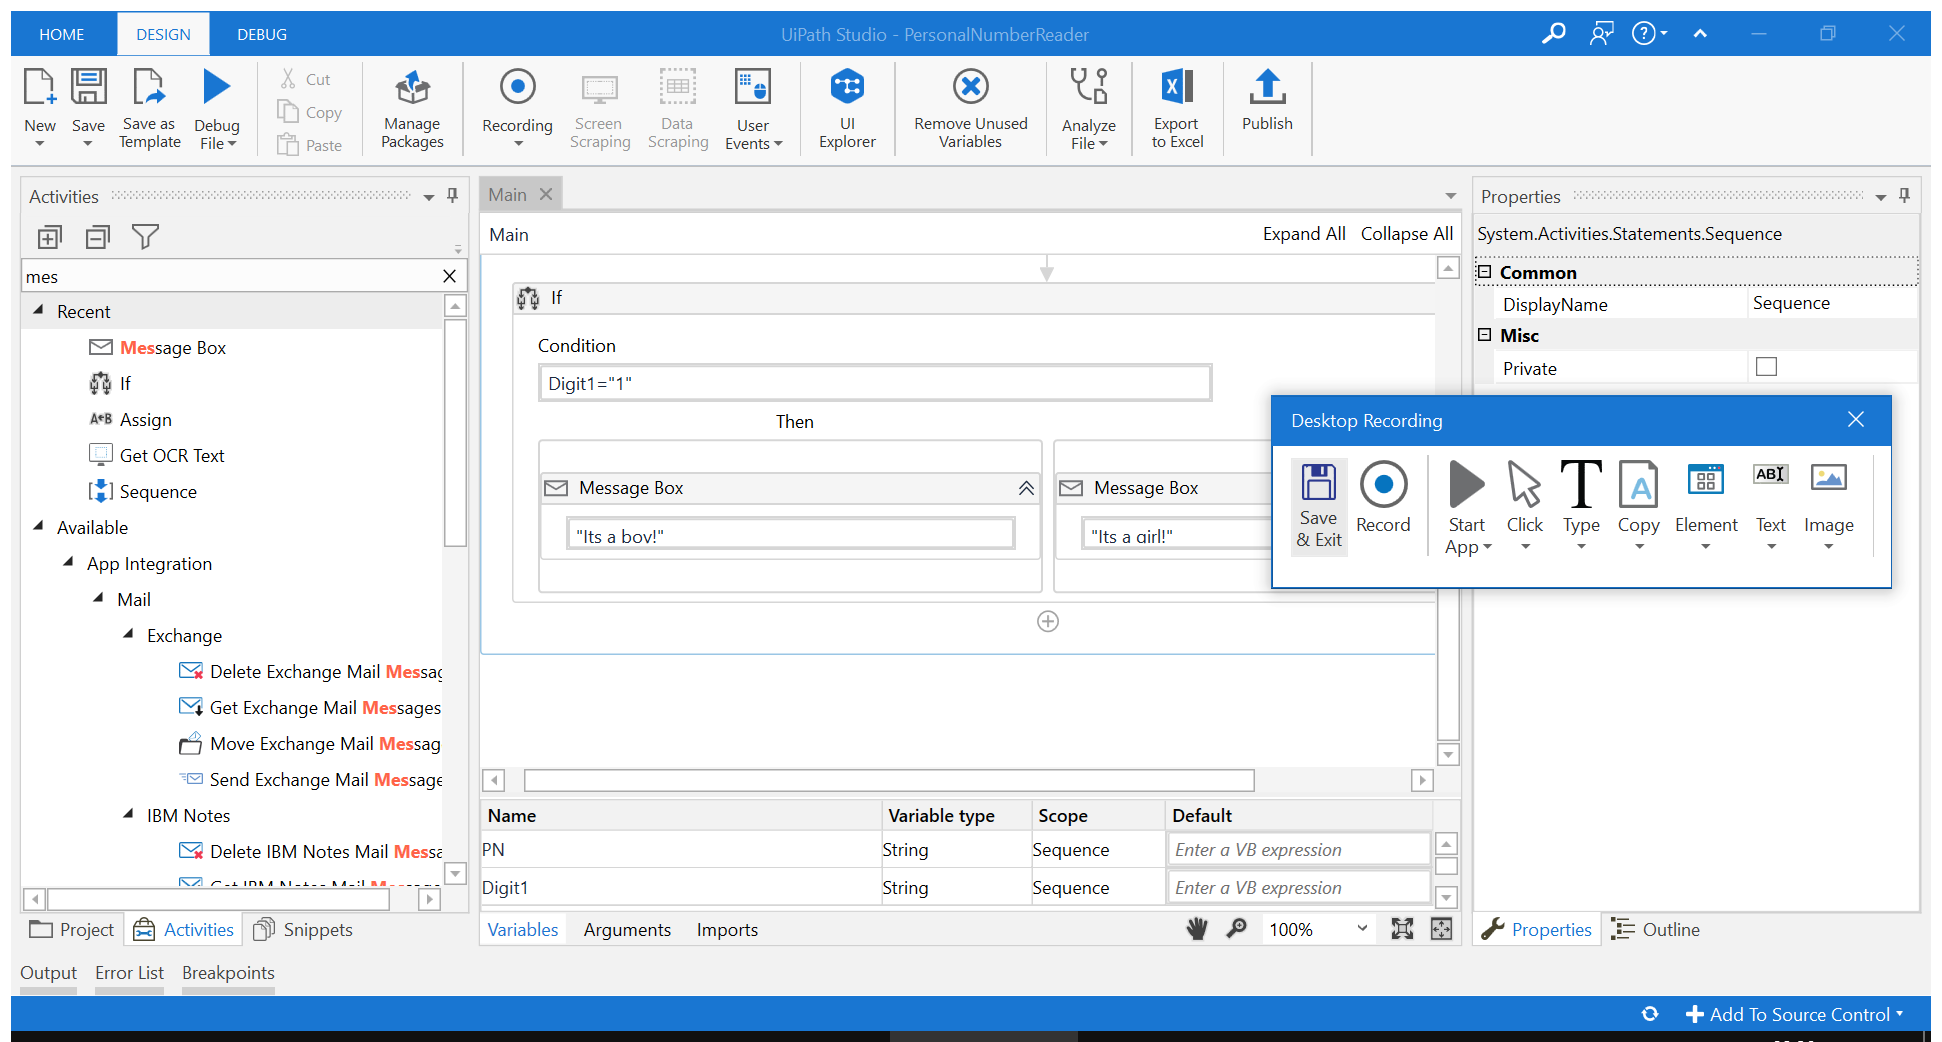 HOME
DESIGN
DEBUG
UiPath Studio - PersonalNumberReader
New
Save
Save as
Template
Debug
File
Cut
Copy
Paste
Manage
Packages
Recording
Screen
Scraping
Data
Scraping
User
Events
UI
Explorer
Remove Unused
Variables
Analyze
File
Export
to Excel
Publish
Activities
mes
Recent
Message Box
If
Assign
Get OCR Text
Sequence
Available
App Integration
Mail
Exchange
Delete Exchange Mail Messag
Get Exchange Mail Messages
Move Exchange Mail Messag
Send Exchange Mail Message
IBM Notes
Delete IBM Notes Mail Messa
Get IBM Notes Mail Message
Project
Activities
Snippets
Main
Main
Expand All
Collapse All
If
Condition
Digit1="1"
Then
Message Box
"Its a boy!"
Message Box
"Its a girl!"
Name
Variable type
Scope
Default
PN
String
Sequence
Enter a VB expression
Digit1
String
Sequence
Enter a VB expression
Variables
Arguments
Imports
100%
Properties
System.Activities.Statements.Sequence
Common
DisplayName
Sequence
Misc
Private
Desktop Recording
Save
& Exit
Record
Start
App
Click
Type
Copy
Element
Text
Image
Properties
Outline
Output
Error List
Breakpoints
Add To Source Control